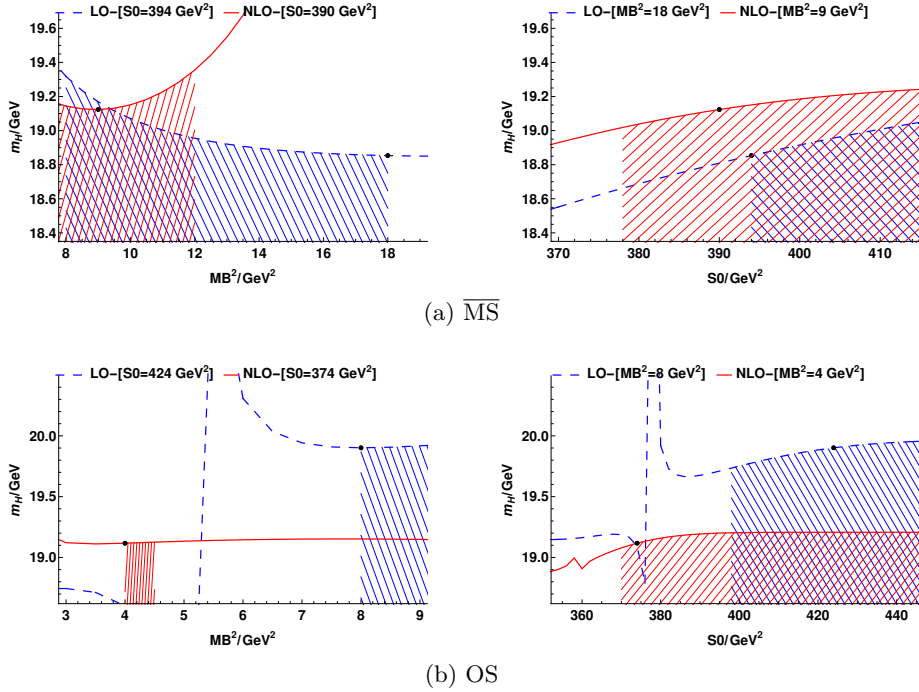 LO-[S0=394 GeV²] NLO-[S0=390 GeV²]
19.6
19.4
19.2
19.0
18.8
18.6
18.4
m_H/GeV
8 10 12 14 16 18
MB²/GeV²
LO-[MB²=18 GeV²] NLO-[MB²=9 GeV²]
19.6
19.4
19.2
19.0
18.8
18.6
18.4
m_H/GeV
370 380 390 400 410
S0/GeV²
(a) M̅S̅
LO-[S0=424 GeV²] NLO-[S0=374 GeV²]
20.0
19.5
19.0
m_H/GeV
3 4 5 6 7 8 9
MB²/GeV²
LO-[MB²=8 GeV²] NLO-[MB²=4 GeV²]
20.0
19.5
19.0
m_H/GeV
360 380 400 420 440
S0/GeV²
(b) OS